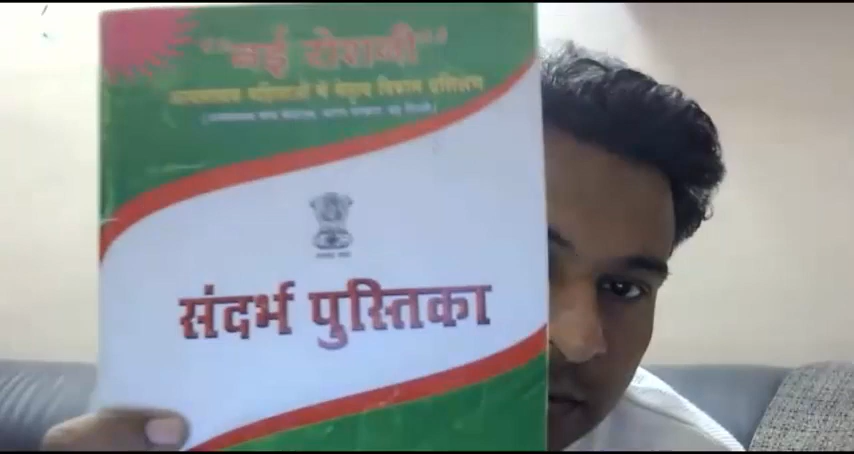 "नई रोशनी"
अल्पसंख्यक महिलाओं में नेतृत्व विकास प्रशिक्षण
संदर्भ पुस्तिका